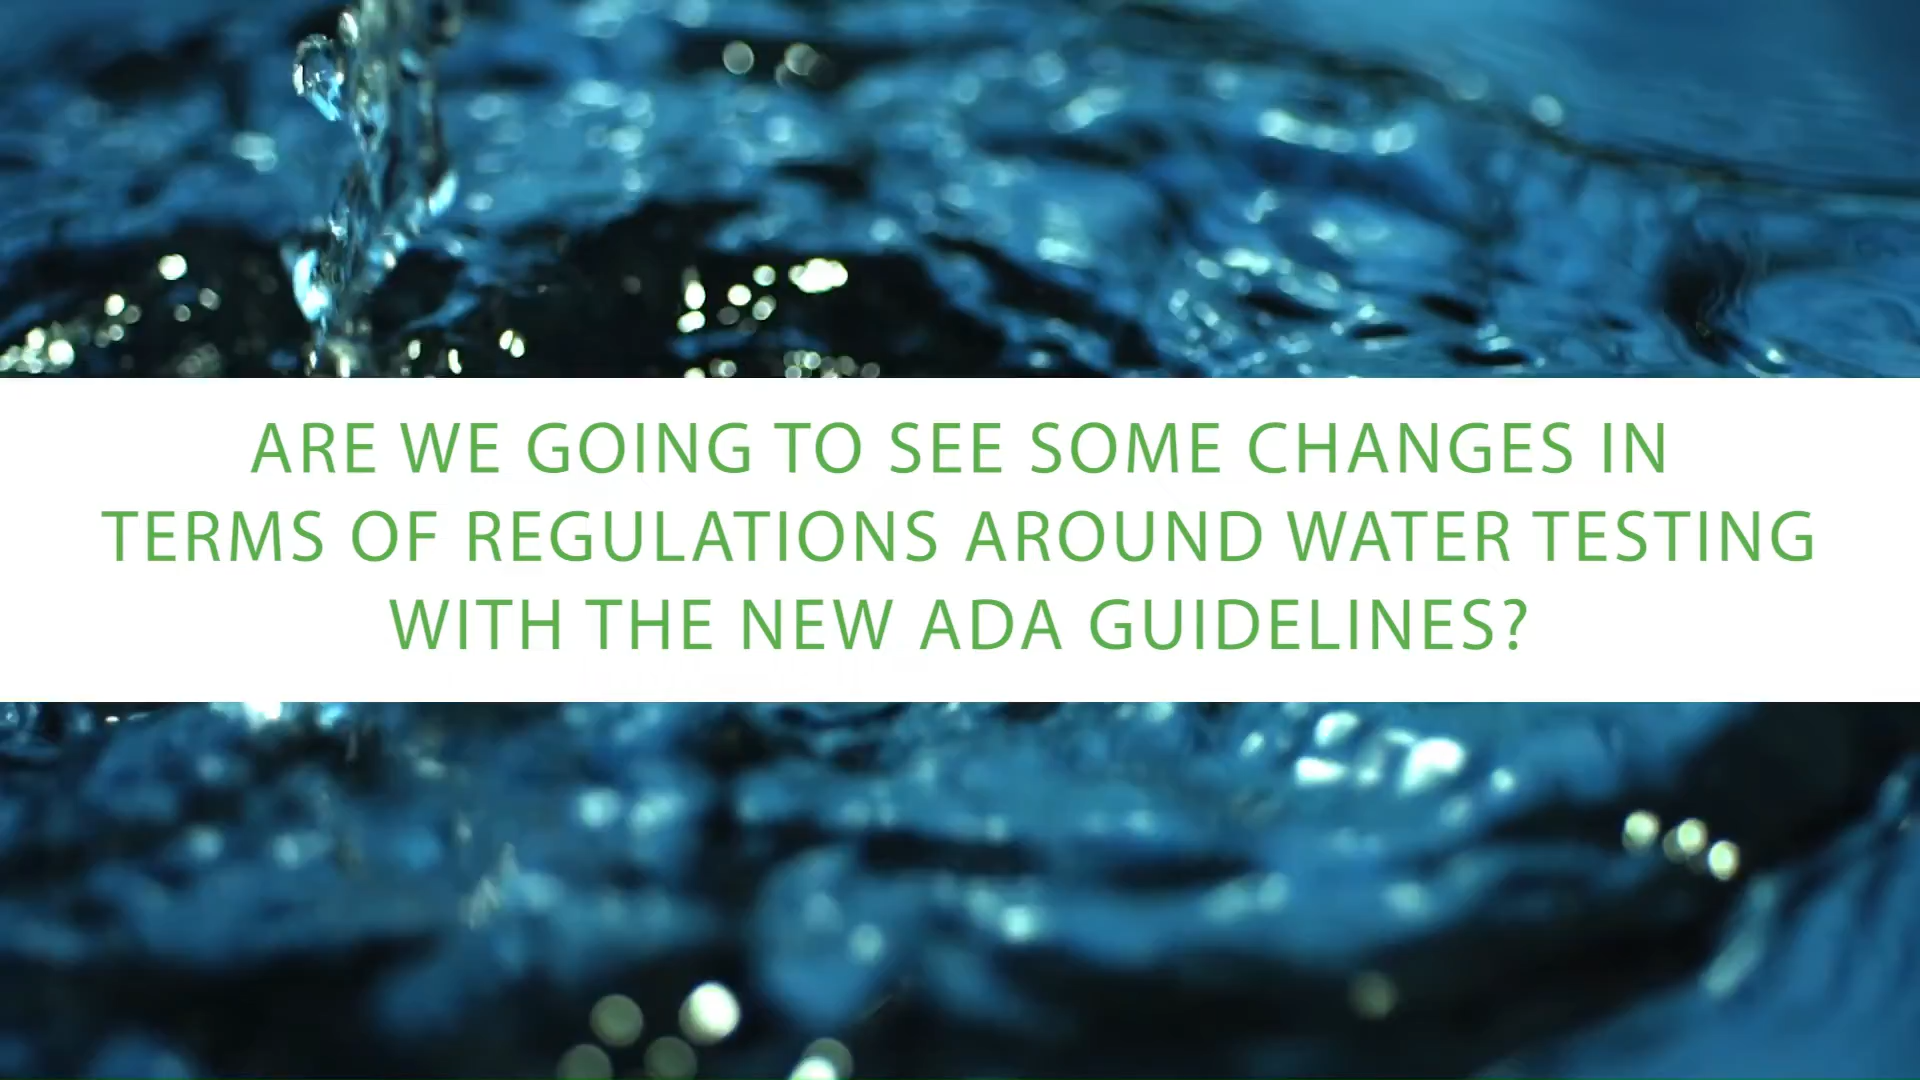 ARE WE GOING TO SEE SOME CHANGES IN
TERMS OF REGULATIONS AROUND WATER TESTING
WITH THE NEW ADA GUIDELINES?